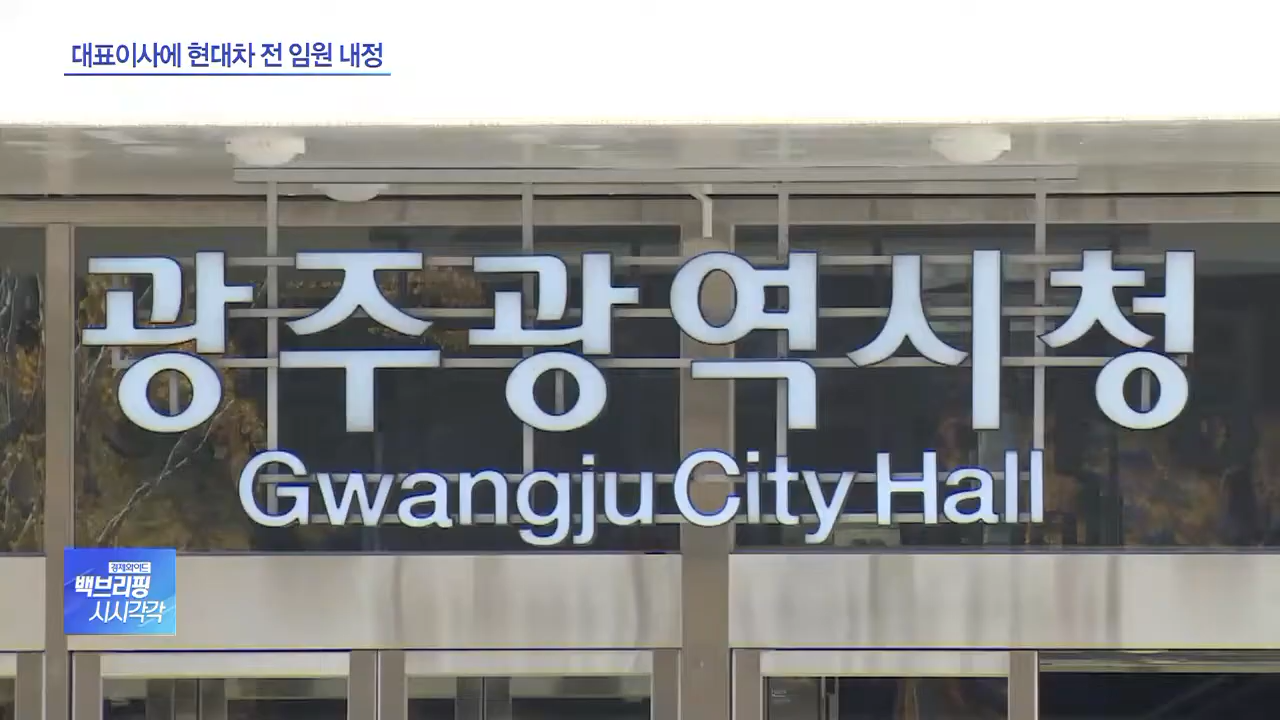 대표이사에 현대차 전 임원 내정
광주광역시청
Gwangju City Hall
경제와이드
백브리핑
시시각각